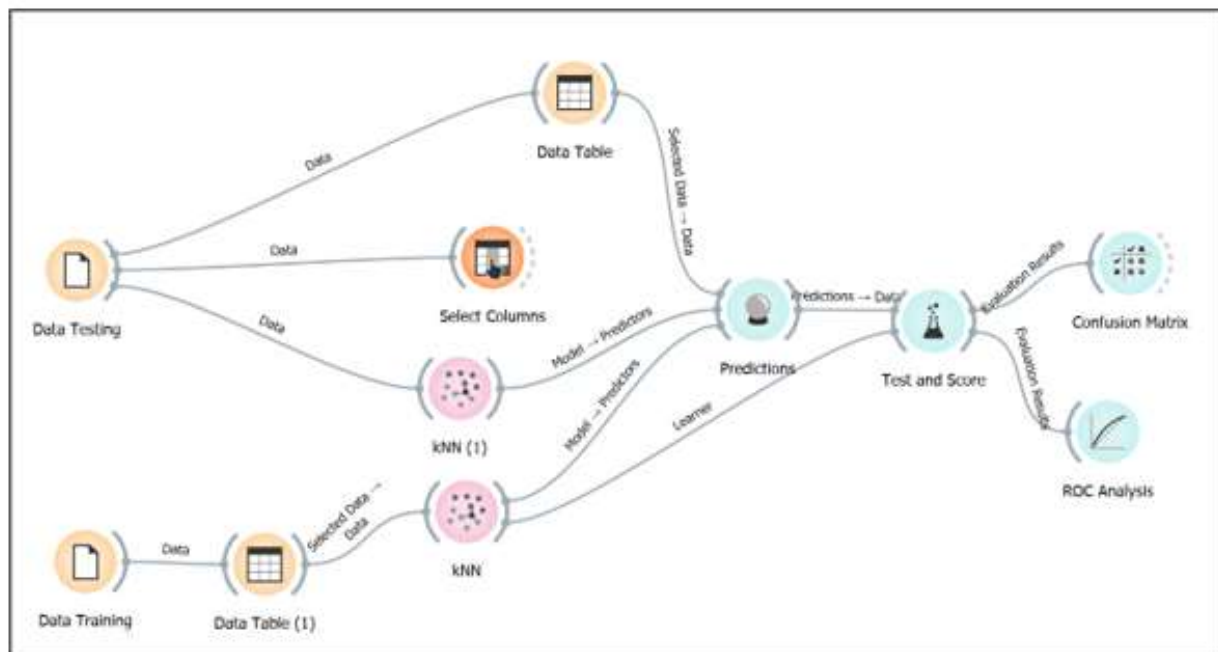 Data Table
Data
Selected Data → Data
Data
Select Columns
Data Testing
Data
Model → Predictors
kNN (1)
Predictions
Predictions → Data
Test and Score
Evaluation Results
Confusion Matrix
Evaluation Results
ROC Analysis
Model → Predictors
Learner
Selected Data →
Data
kNN
Data
Data Training
Data Table (1)